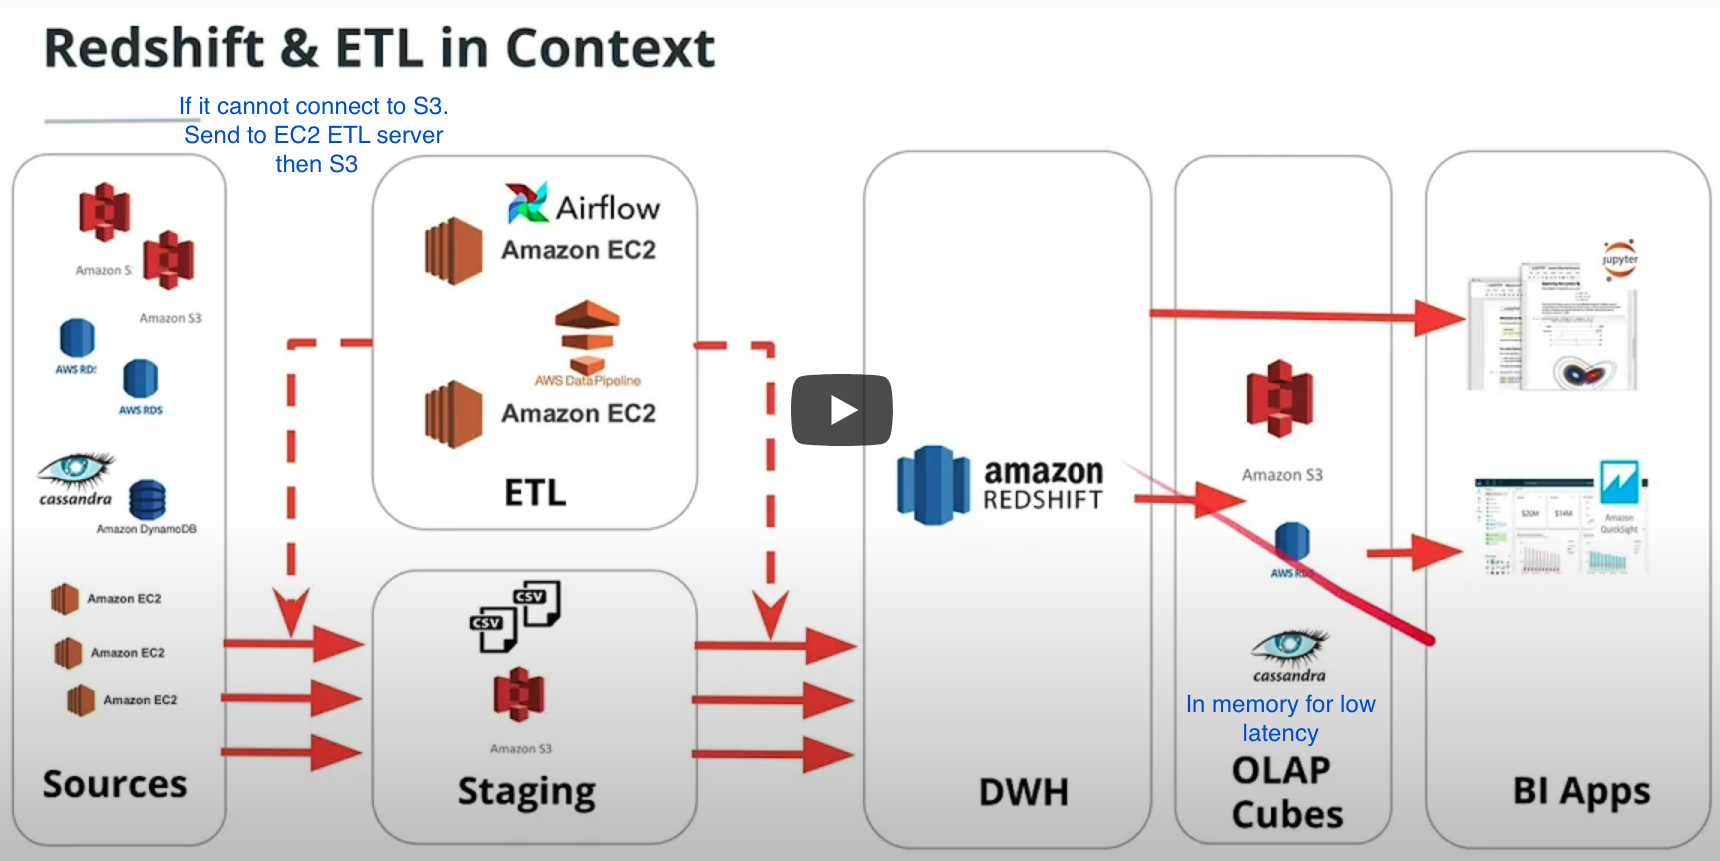 Redshift & ETL in Context
If it cannot connect to S3.
Send to EC2 ETL server
then S3
Amazon S
Amazon S3
AWS RDS
AWS RDS
cassandra
Amazon DynamoDB
Amazon EC2
Amazon EC2
Amazon EC2
Sources
Airflow
Amazon EC2
AWS Data Pipeline
Amazon EC2
ETL
CSV
CSV
Amazon S3
Staging
amazon
REDSHIFT
DWH
Amazon S3
AWS RDS
cassandra
In memory for low
latency
OLAP
Cubes
jupyter
$20M
$14M
Amazon
QuickSight
BI Apps